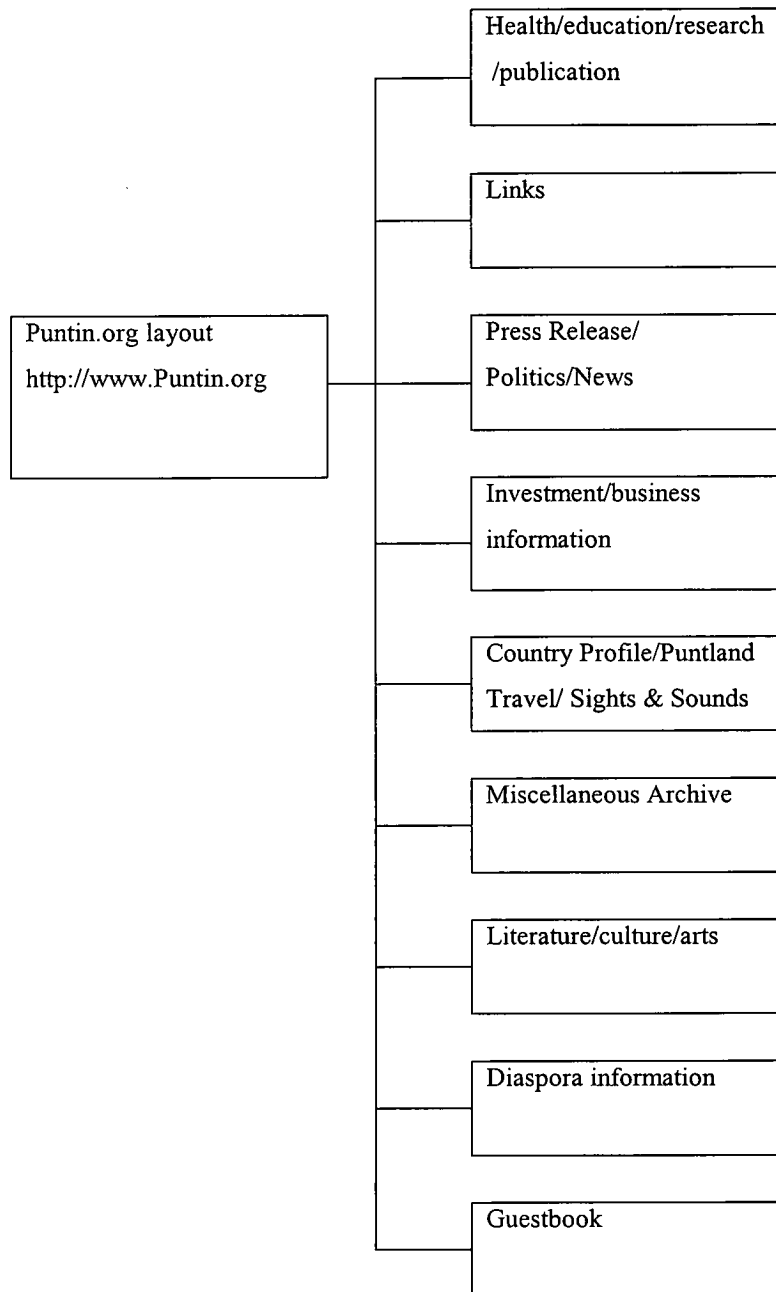 Health/education/research
/publication
Links
Puntin.org layout
http://www.Puntin.org
Press Release/
Politics/News
Investment/business
information
Country Profile/Puntland
Travel/ Sights & Sounds
Miscellaneous Archive
Literature/culture/arts
Diaspora information
Guestbook